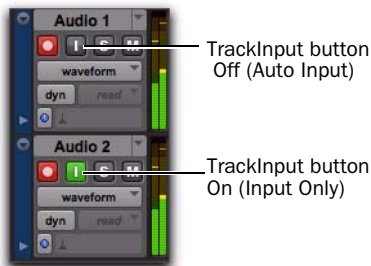 Audio 1
I S M
TrackInput button
Off (Auto Input)
waveform
dyn read
Audio 2
I S M
TrackInput button
On (Input Only)
waveform
dyn read